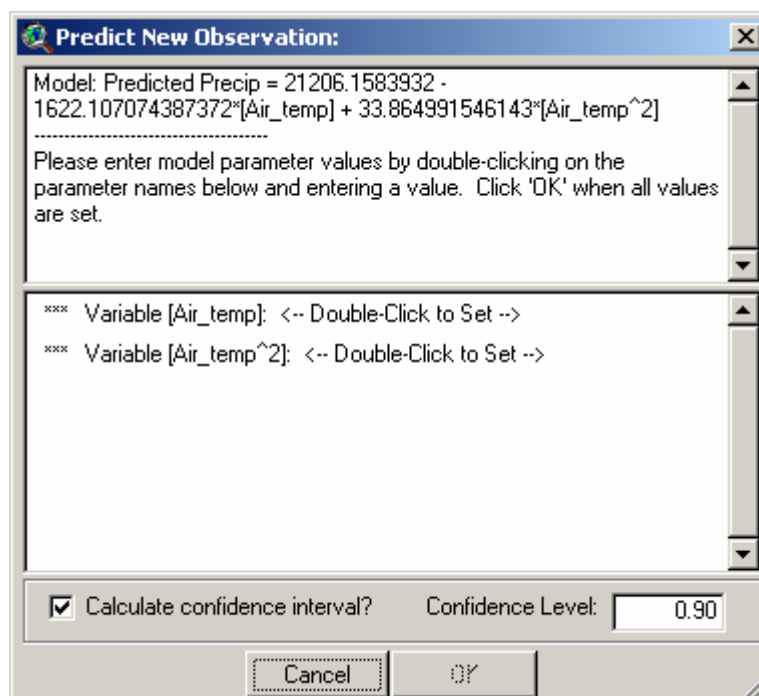 Predict New Observation:
Model: Predicted Precip = 21206.1583932 -
1622.107074387372*[Air_temp] + 33.864991546143*[Air_temp^2]
---------------------------------------
Please enter model parameter values by double-clicking on the
parameter names below and entering a value.  Click 'OK' when all values
are set.
*** Variable [Air_temp]: <-- Double-Click to Set -->
*** Variable [Air_temp^2]: <-- Double-Click to Set -->
Calculate confidence interval? Confidence Level: 0.90
Cancel OK